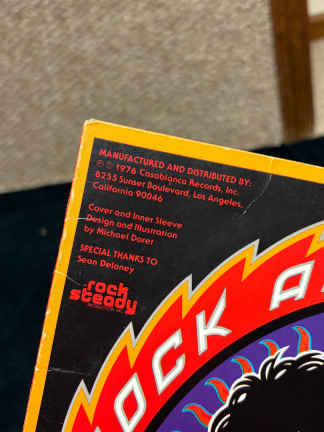 MANUFACTURED AND DISTRIBUTED BY:
℗ © 1976 Casablanca Records, Inc.
8255 Sunset Boulevard, Los Angeles,
California 90046
Cover and Inner Sleeve
Design and Illustration
by Michael Doret
SPECIAL THANKS TO
Sean Delaney
rock
steady
ROCK A